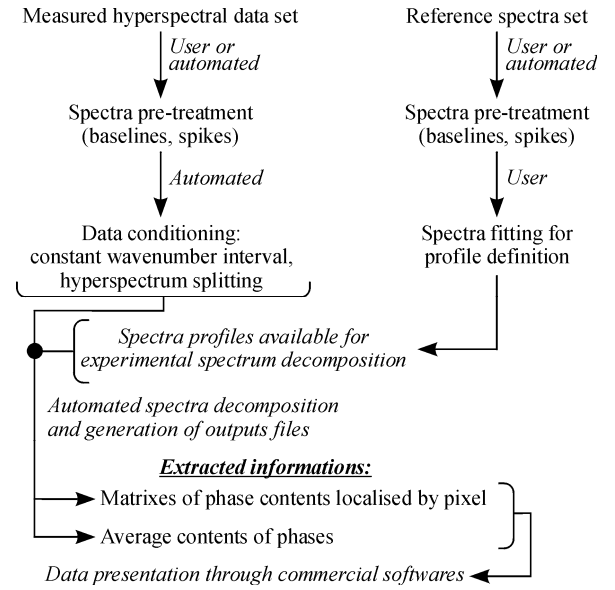 Measured hyperspectral data set
Reference spectra set
User or
automated
User or
automated
Spectra pre-treatment
(baselines, spikes)
Spectra pre-treatment
(baselines, spikes)
Automated
User
Data conditioning:
constant wavenumber interval,
hyperspectrum splitting
Spectra fitting for
profile definition
Spectra profiles available for
experimental spectrum decomposition
Automated spectra decomposition
and generation of outputs files
Extracted informations:
Matrixes of phase contents localised by pixel
Average contents of phases
Data presentation through commercial softwares